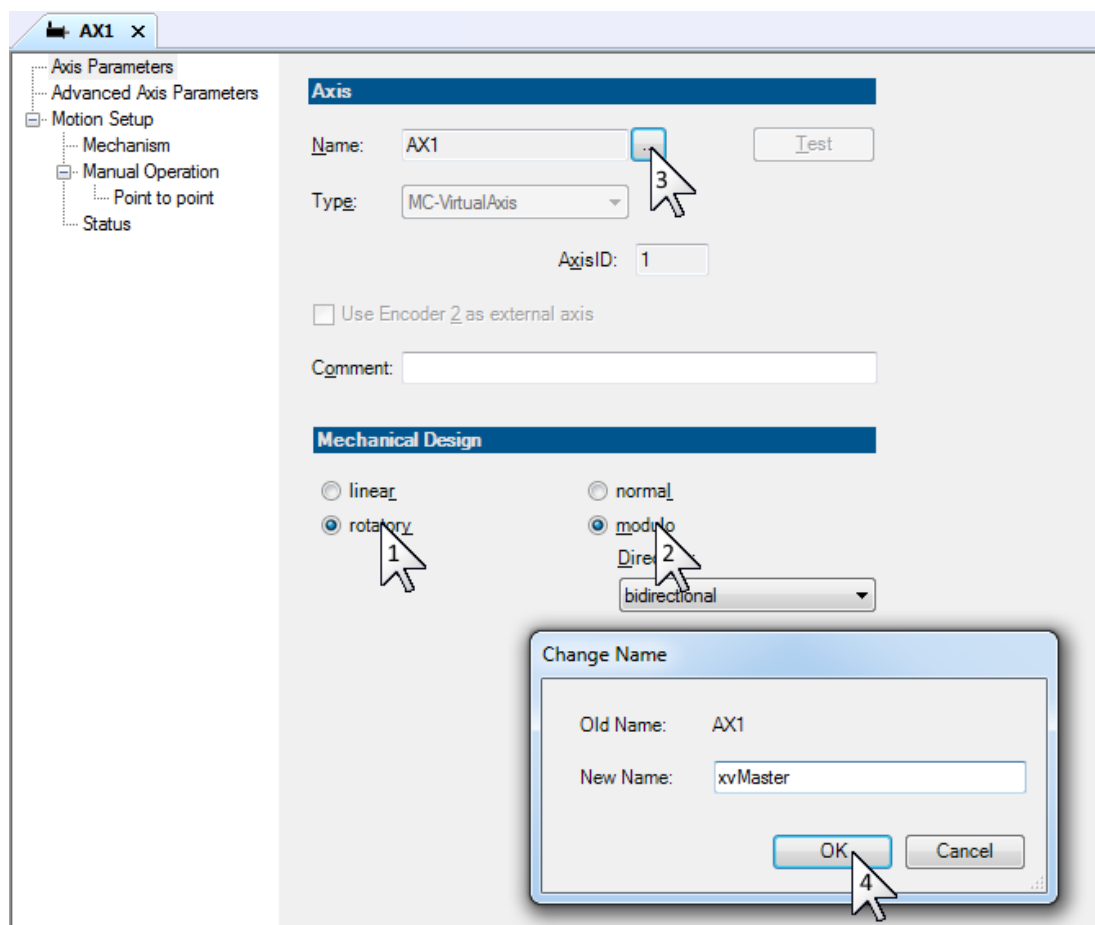 AX1 X
Axis Parameters
Advanced Axis Parameters
Motion Setup
Mechanism
Manual Operation
Point to point
Status
Axis
Name: AX1 ... Test
3
Type: MC-VirtualAxis
AxisID: 1
Use Encoder 2 as external axis
Comment:
Mechanical Design
linear normal
rotatory modulo
1 2
bidirectional
Change Name
Old Name: AX1
New Name: xvMaster
OK Cancel
4